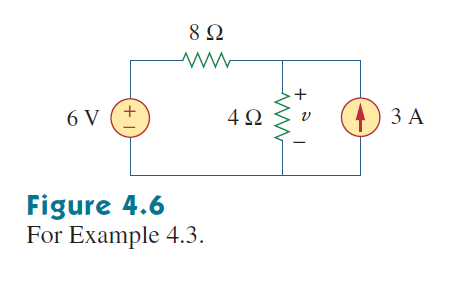 8 Ω
6 V
+
−
4 Ω
+
v
−
3 A
Figure 4.6
For Example 4.3.